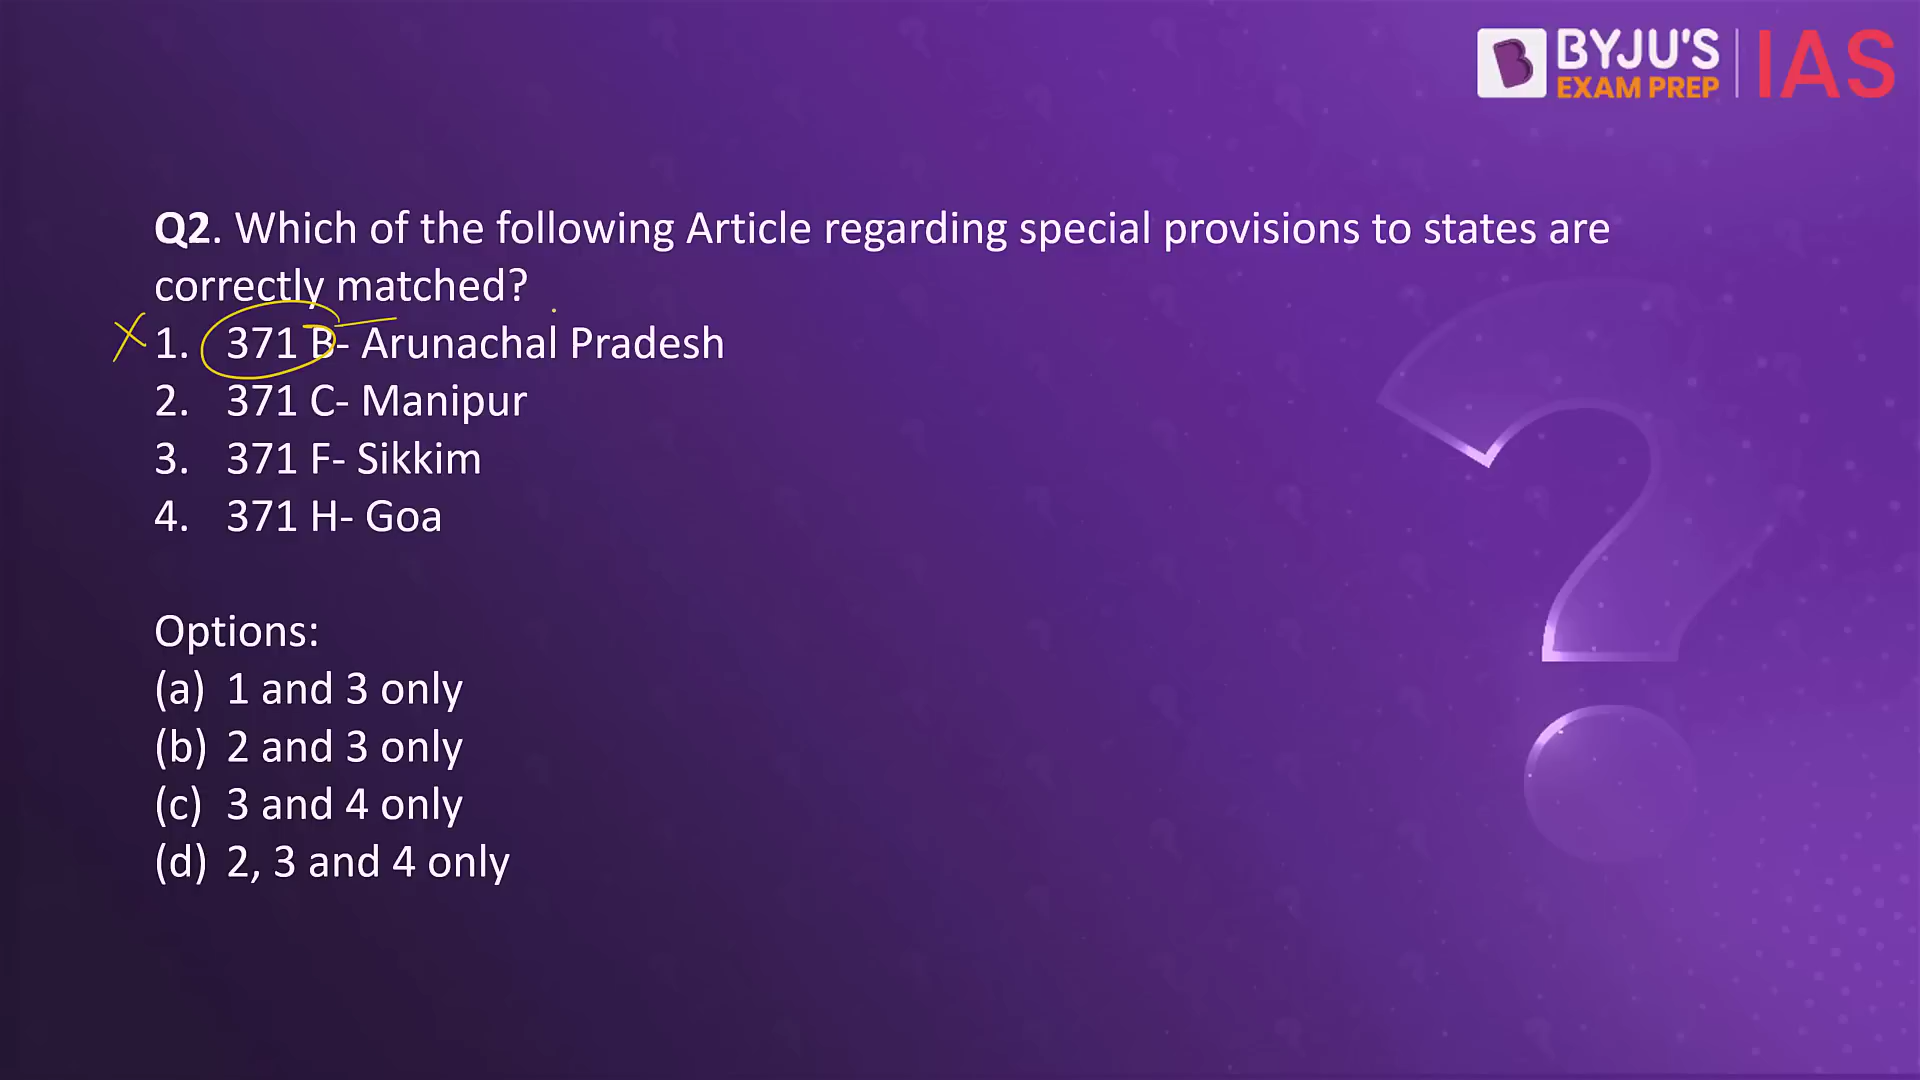 BYJU'S
EXAM PREP
IAS
Q2. Which of the following Article regarding special provisions to states are
correctly matched?
1. 371 B- Arunachal Pradesh
2. 371 C- Manipur
3. 371 F- Sikkim
4. 371 H- Goa
Options:
(a) 1 and 3 only
(b) 2 and 3 only
(c) 3 and 4 only
(d) 2, 3 and 4 only